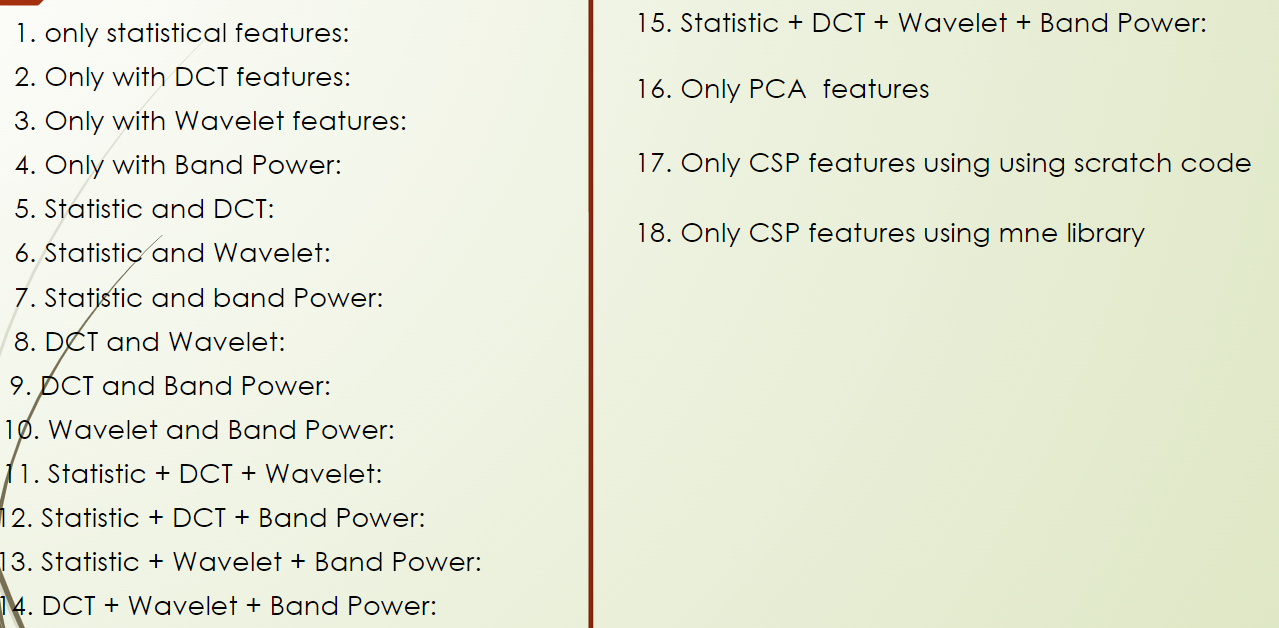 1. only statistical features:
2. Only with DCT features:
3. Only with Wavelet features:
4. Only with Band Power:
5. Statistic and DCT:
6. Statistic and Wavelet:
7. Statistic and band Power:
8. DCT and Wavelet:
9. DCT and Band Power:
10. Wavelet and Band Power:
11. Statistic + DCT + Wavelet:
12. Statistic + DCT + Band Power:
13. Statistic + Wavelet + Band Power:
14. DCT + Wavelet + Band Power:
15. Statistic + DCT + Wavelet + Band Power:
16. Only PCA features
17. Only CSP features using using scratch code
18. Only CSP features using mne library